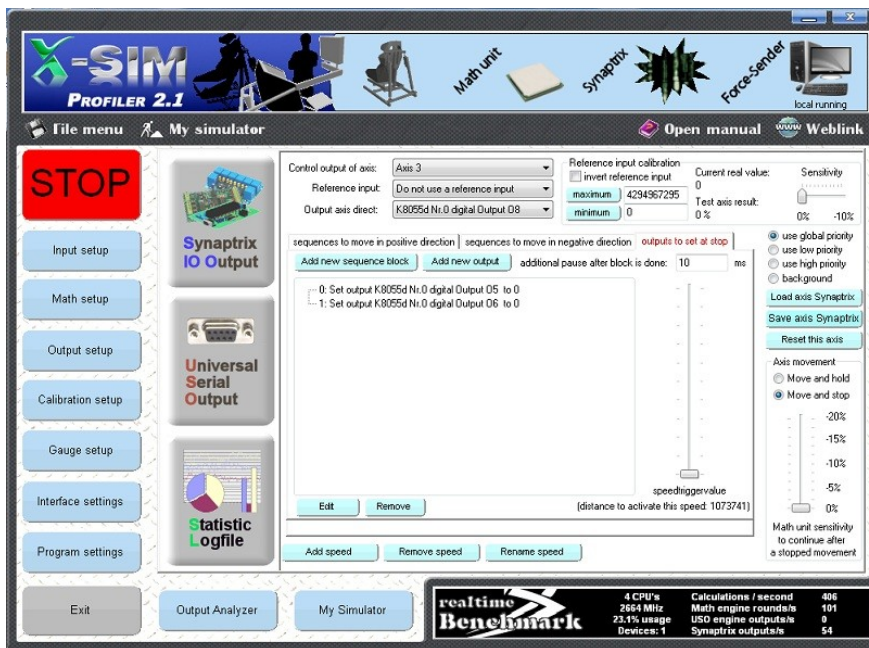 X-SIM
PROFILER 2.1
Math unit
Synaptrix
Force-Sender
local running
File menu
My simulator
Open manual
Weblink
STOP
Input setup
Math setup
Output setup
Calibration setup
Gauge setup
Interface settings
Program settings
Exit
Synaptrix
IO Output
Universal
Serial
Output
Statistic
Logfile
Control output of axis: Axis 3
Reference input: Do not use a reference input
Output axis direct: K8055d Nr.0 digital Output O8
Reference input calibration
invert reference input
maximum 4294967295
minimum 0
Current real value:
0
Test axis result:
0 %
Sensitivity
0% -10%
sequences to move in positive direction
sequences to move in negative direction
outputs to set at stop
Add new sequence block
Add new output
additional pause after block is done: 10 ms
0: Set output K8055d Nr.0 digital Output O5 to 0
1: Set output K8055d Nr.0 digital Output O6 to 0
speedtriggervalue
(distance to activate this speed: 1073741)
Edit
Remove
Add speed
Remove speed
Rename speed
use global priority
use low priority
use high priority
background
Load axis Synaptrix
Save axis Synaptrix
Reset this axis
Axis movement
Move and hold
Move and stop
-20%
-15%
-10%
-5%
0%
Math unit sensitivity
to continue after
a stopped movement
Output Analyzer
My Simulator
realtime
Benchmark
4 CPU's
2664 MHz
23.1% usage
Devices: 1
Calculations / second 406
Math engine rounds/s 101
USO engine outputs/s 0
Synaptrix outputs/s 54